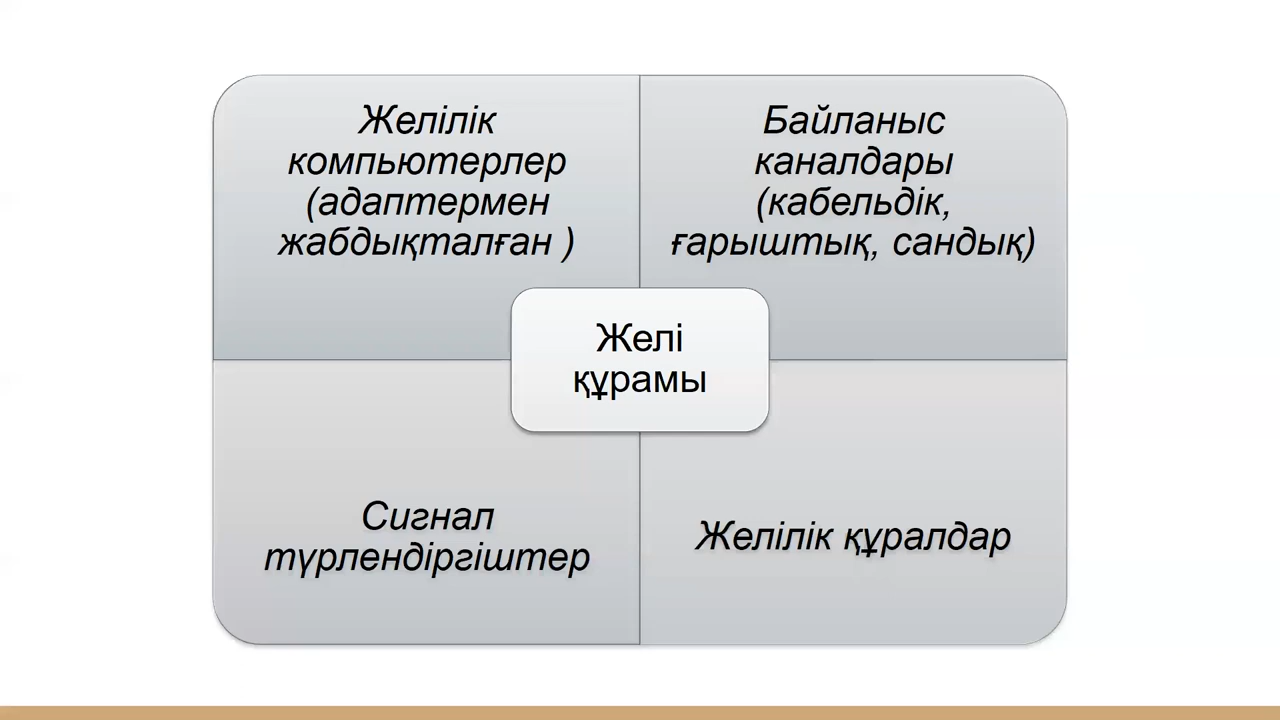 Желілік
компьютерлер
(адаптермен
жабдықталған )
Байланыс
каналдары
(кабельдік,
ғарыштық, сандық)
Желі
құрамы
Сигнал
түрлендіргіштер
Желілік құралдар